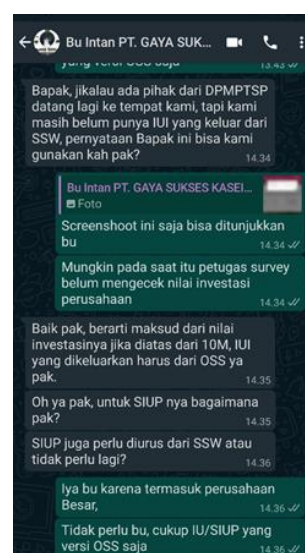 Bu Intan PT. GAYA SUK...
yang versi OSS saja
13.43
Bapak, jikalau ada pihak dari DPMPTSP
datang lagi ke tempat kami, tapi kami
masih belum punya IUI yang keluar dari
SSW, pernyataan Bapak ini bisa kami
gunakan kah pak?
14.34
Bu Intan PT. GAYA SUKSES KASEI...
Foto
Screenshoot ini saja bisa ditunjukkan
bu
14.34
Mungkin pada saat itu petugas survey
belum mengecek nilai investasi
perusahaan
14.34
Baik pak, berarti maksud dari nilai
investasinya jika diatas dari 10M, IUI
yang dikeluarkan harus dari OSS ya
pak.
14.35
Oh ya pak, untuk SIUP nya bagaimana
pak?
14.35
SIUP juga perlu diurus dari SSW atau
tidak perlu lagi?
14.36
Iya bu karena termasuk perusahaan
Besar,
14.36
Tidak perlu bu, cukup IU/SIUP yang
versi OSS saja
14.36